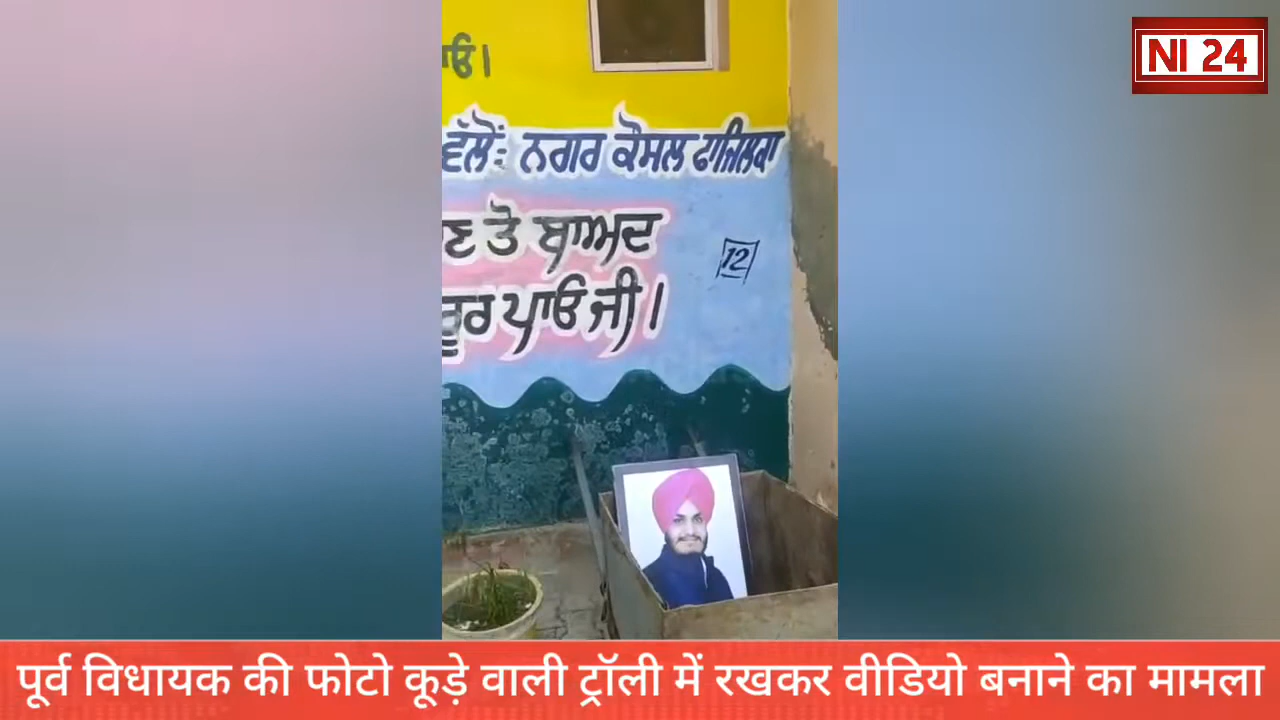 NI 24
ਵੱਲੋਂ: ਨਗਰ ਕੌਸਲ ਫਾਜ਼ਿਲਕਾ
ਤੋ ਬਾਅਦ
12
ਪਾਓ ਜੀ।
पूर्व विधायक की फोटो कूड़े वाली ट्रॉली में रखकर वीडियो बनाने का मामला